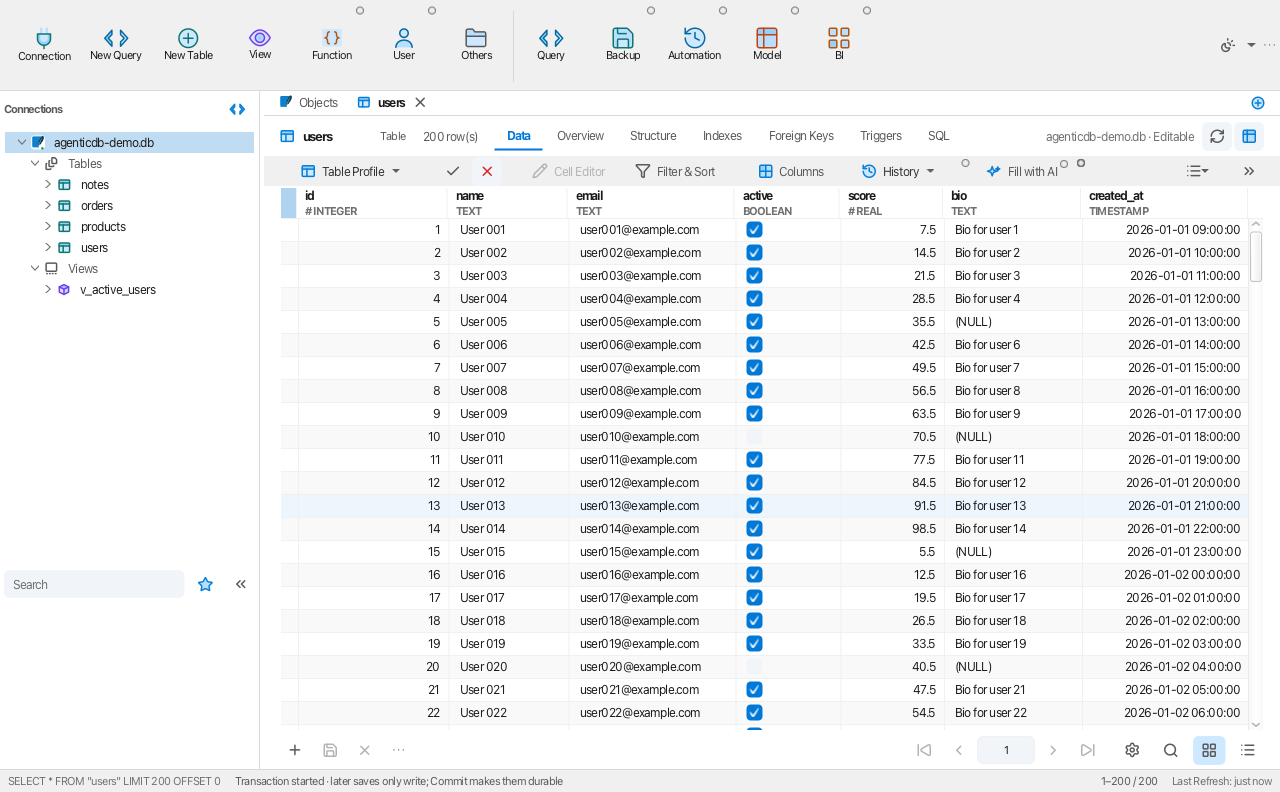 Connection New Query New Table View Function User Others Query Backup Automation Model BI
Connections
agenticdb-demo.db
Tables
notes
orders
products
users
Views
v_active_users
Search
Objects users
users Table 200 row(s) Data Overview Structure Indexes Foreign Keys Triggers SQL agenticdb-demo.db · Editable
Table Profile Cell Editor Filter & Sort Columns History Fill with AI
id name email active score bio created_at
# INTEGER TEXT TEXT BOOLEAN # REAL TEXT TIMESTAMP
1 User 001 user001@example.com 7.5 Bio for user 1 2026-01-01 09:00:00
2 User 002 user002@example.com 14.5 Bio for user 2 2026-01-01 10:00:00
3 User 003 user003@example.com 21.5 Bio for user 3 2026-01-01 11:00:00
4 User 004 user004@example.com 28.5 Bio for user 4 2026-01-01 12:00:00
5 User 005 user005@example.com 35.5 (NULL) 2026-01-01 13:00:00
6 User 006 user006@example.com 42.5 Bio for user 6 2026-01-01 14:00:00
7 User 007 user007@example.com 49.5 Bio for user 7 2026-01-01 15:00:00
8 User 008 user008@example.com 56.5 Bio for user 8 2026-01-01 16:00:00
9 User 009 user009@example.com 63.5 Bio for user 9 2026-01-01 17:00:00
10 User 010 user010@example.com 70.5 (NULL) 2026-01-01 18:00:00
11 User 011 user011@example.com 77.5 Bio for user 11 2026-01-01 19:00:00
12 User 012 user012@example.com 84.5 Bio for user 12 2026-01-01 20:00:00
13 User 013 user013@example.com 91.5 Bio for user 13 2026-01-01 21:00:00
14 User 014 user014@example.com 98.5 Bio for user 14 2026-01-01 22:00:00
15 User 015 user015@example.com 5.5 (NULL) 2026-01-01 23:00:00
16 User 016 user016@example.com 12.5 Bio for user 16 2026-01-02 00:00:00
17 User 017 user017@example.com 19.5 Bio for user 17 2026-01-02 01:00:00
18 User 018 user018@example.com 26.5 Bio for user 18 2026-01-02 02:00:00
19 User 019 user019@example.com 33.5 Bio for user 19 2026-01-02 03:00:00
20 User 020 user020@example.com 40.5 (NULL) 2026-01-02 04:00:00
21 User 021 user021@example.com 47.5 Bio for user 21 2026-01-02 05:00:00
22 User 022 user022@example.com 54.5 Bio for user 22 2026-01-02 06:00:00
1
SELECT * FROM "users" LIMIT 200 OFFSET 0 Transaction started · later saves only write; Commit makes them durable 1–200 / 200 Last Refresh: just now